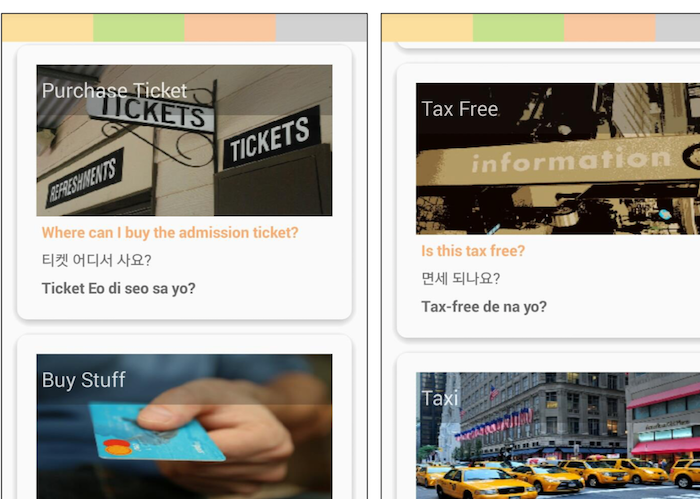 Purchase Ticket
TICKETS
TICKETS
REFRESHMENTS
Where can I buy the admission ticket?
티켓 어디서 사요?
Ticket Eo di seo sa yo?
Buy Stuff
Tax Free
information
Is this tax free?
면세 되나요?
Tax-free de na yo?
Taxi